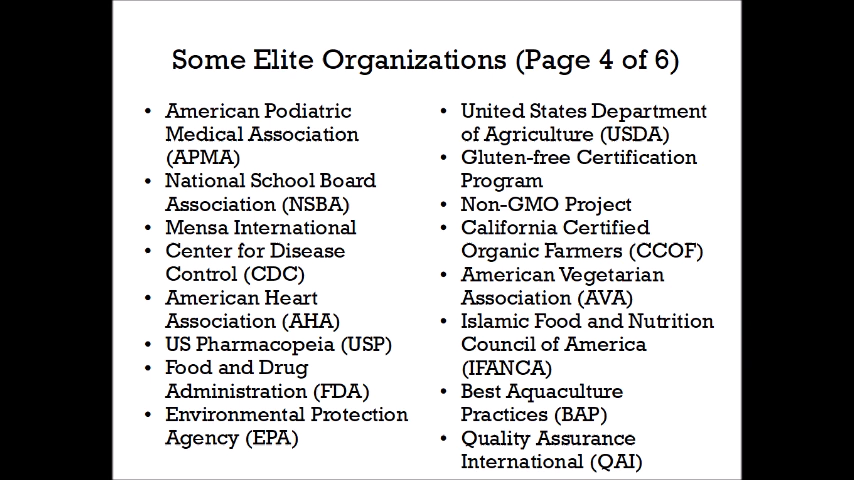 Some Elite Organizations (Page 4 of 6)
• American Podiatric
Medical Association
(APMA)
• National School Board
Association (NSBA)
• Mensa International
• Center for Disease
Control (CDC)
• American Heart
Association (AHA)
• US Pharmacopeia (USP)
• Food and Drug
Administration (FDA)
• Environmental Protection
Agency (EPA)
• United States Department
of Agriculture (USDA)
• Gluten-free Certification
Program
• Non-GMO Project
• California Certified
Organic Farmers (CCOF)
• American Vegetarian
Association (AVA)
• Islamic Food and Nutrition
Council of America
(IFANCA)
• Best Aquaculture
Practices (BAP)
• Quality Assurance
International (QAI)